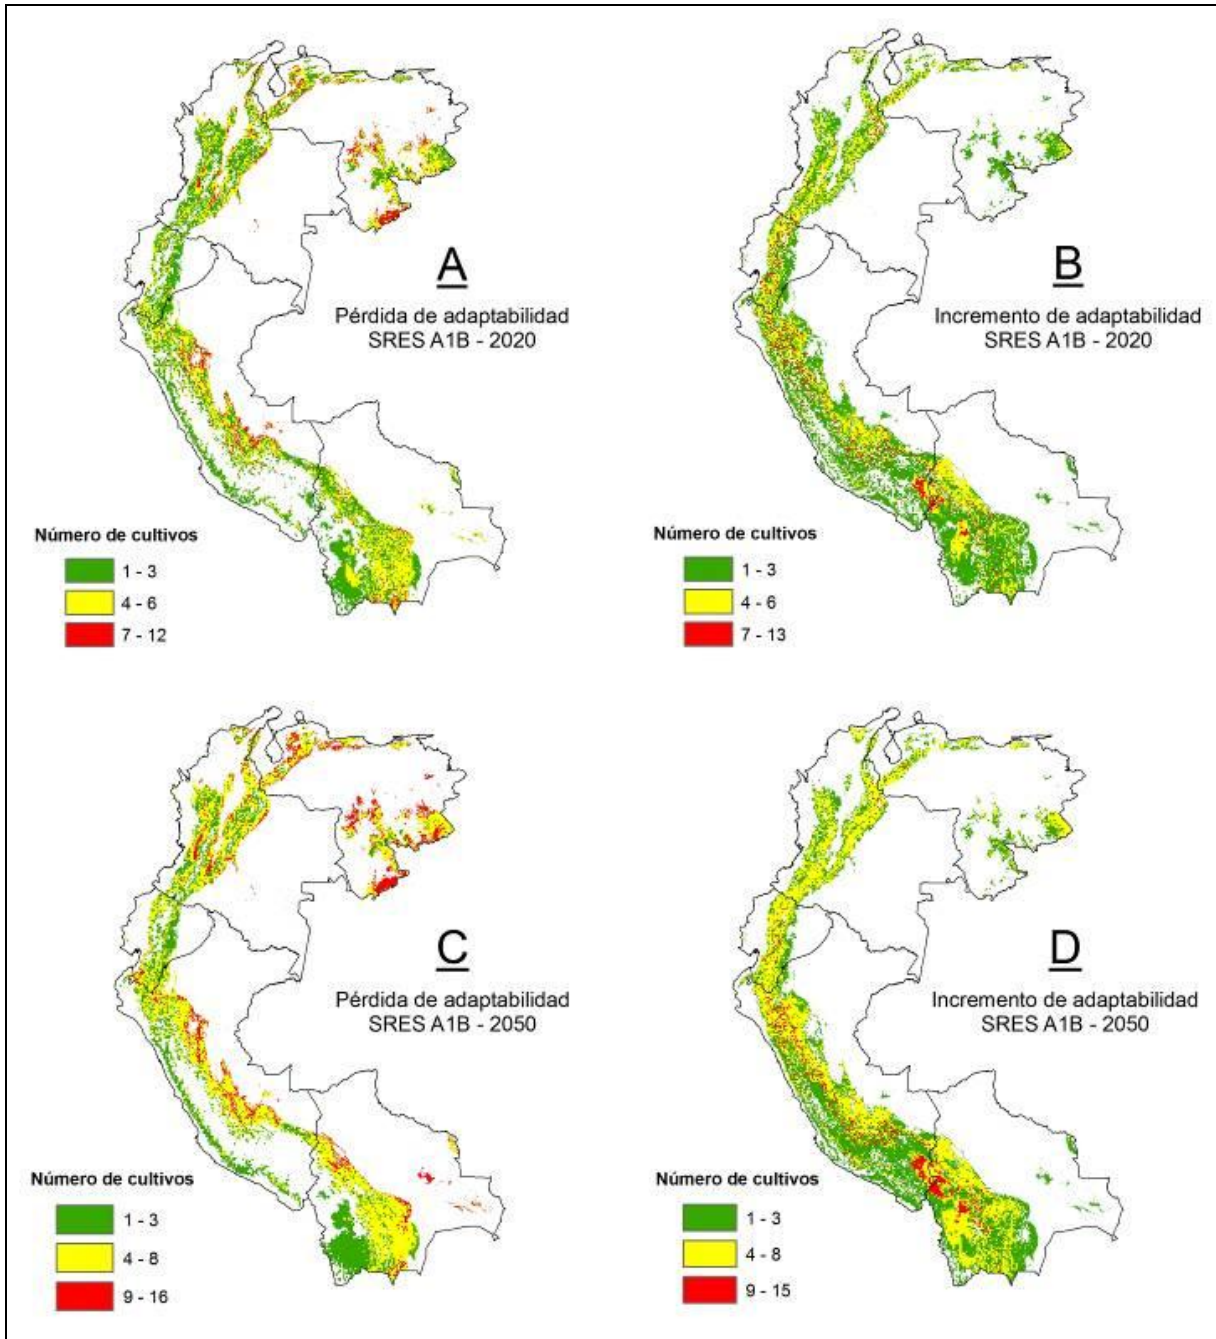 A
Pérdida de adaptabilidad
SRES A1B - 2020
Número de cultivos
1 - 3
4 - 6
7 - 12
B
Incremento de adaptabilidad
SRES A1B - 2020
Número de cultivos
1 - 3
4 - 6
7 - 13
C
Pérdida de adaptabilidad
SRES A1B - 2050
Número de cultivos
1 - 3
4 - 8
9 - 16
D
Incremento de adaptabilidad
SRES A1B - 2050
Número de cultivos
1 - 3
4 - 8
9 - 15